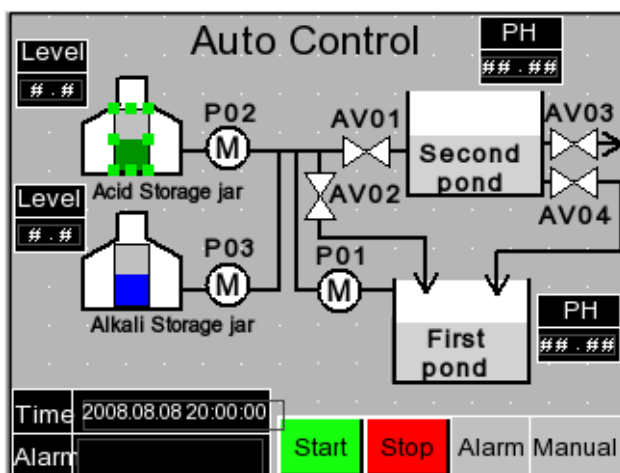 Auto Control
Level
#.#
PH
##.##
P02
AV01
AV03
Second
pond
AV02
AV04
Acid Storage jar
Level
#.#
P03
P01
Alkali Storage jar
First
pond
PH
##.##
Time
2008.08.08 20:00:00
Alarm
Start
Stop
Alarm
Manual
M
M
M